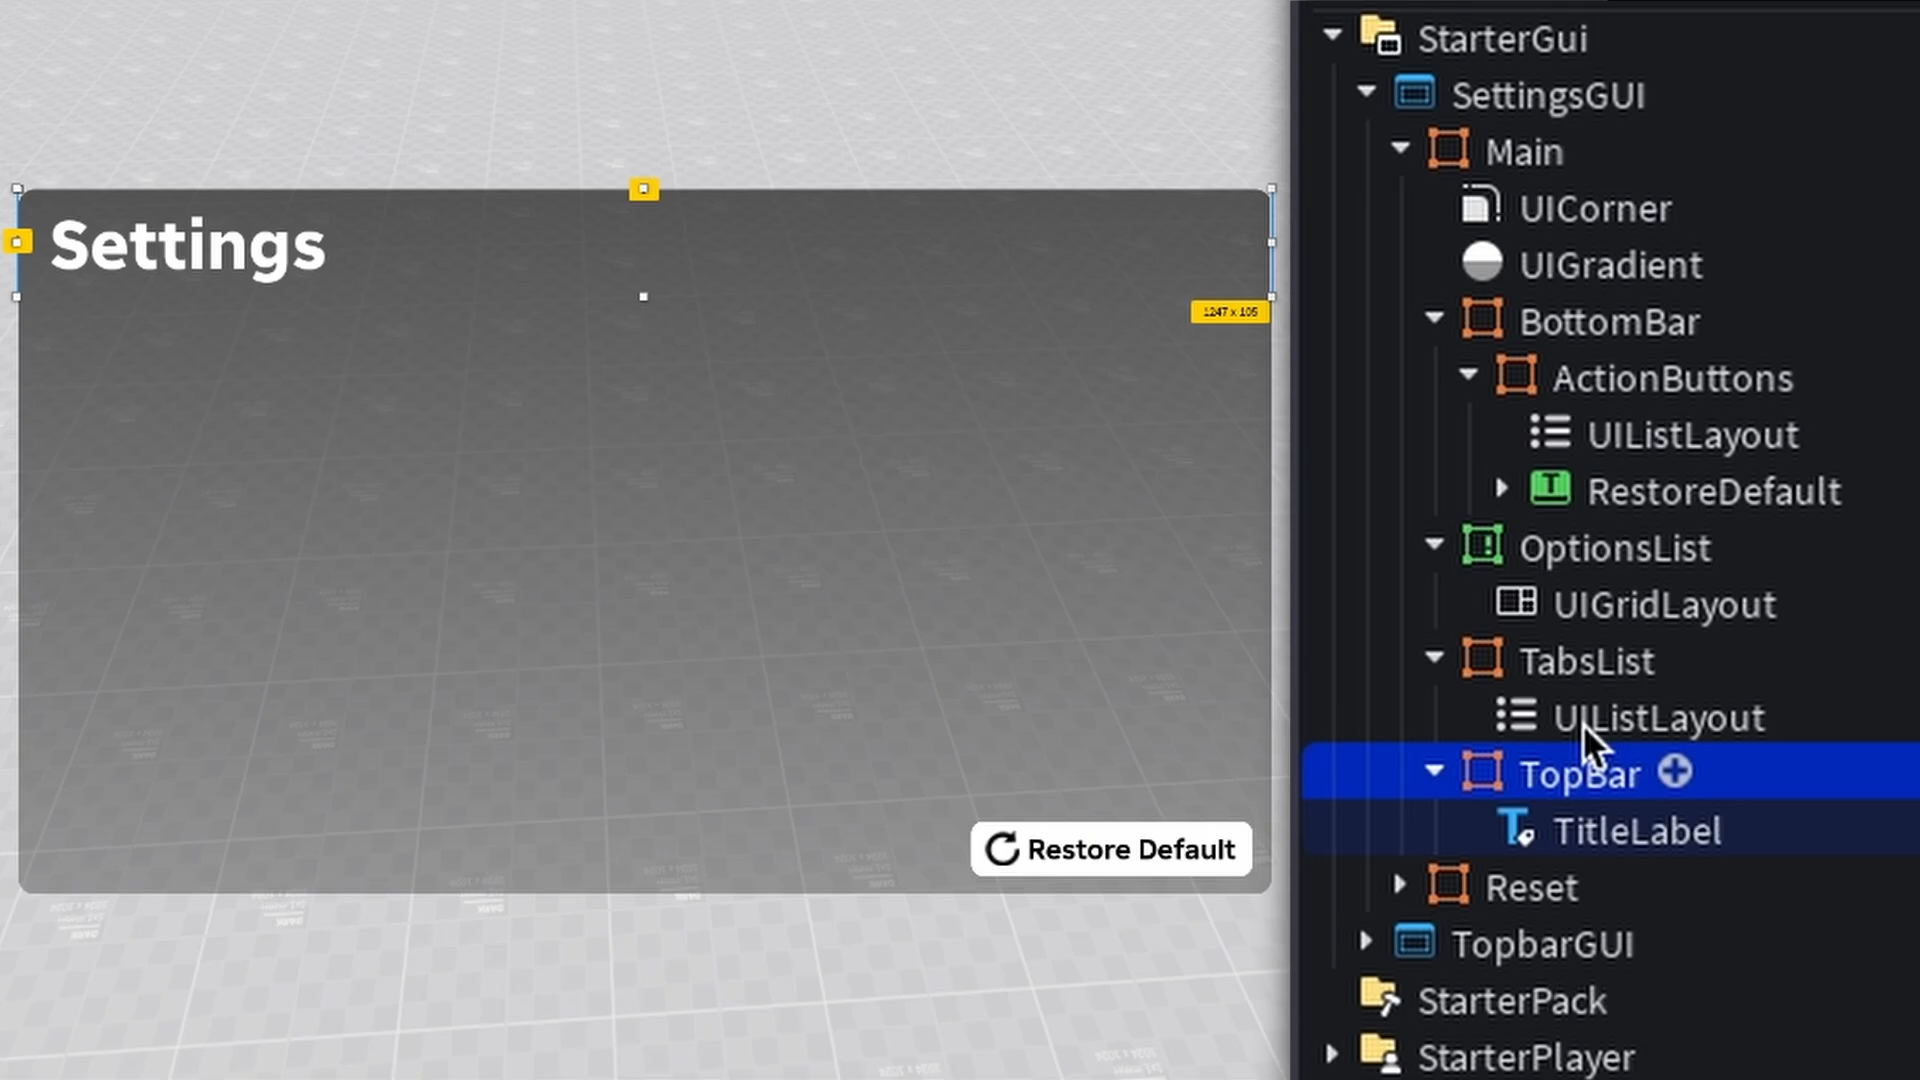 Settings
1247 x 105
Restore Default
StarterGui
SettingsGUI
Main
UICorner
UIGradient
BottomBar
ActionButtons
UIListLayout
RestoreDefault
OptionsList
UIGridLayout
TabsList
UIListLayout
TopBar
TitleLabel
Reset
TopbarGUI
StarterPack
StarterPlayer